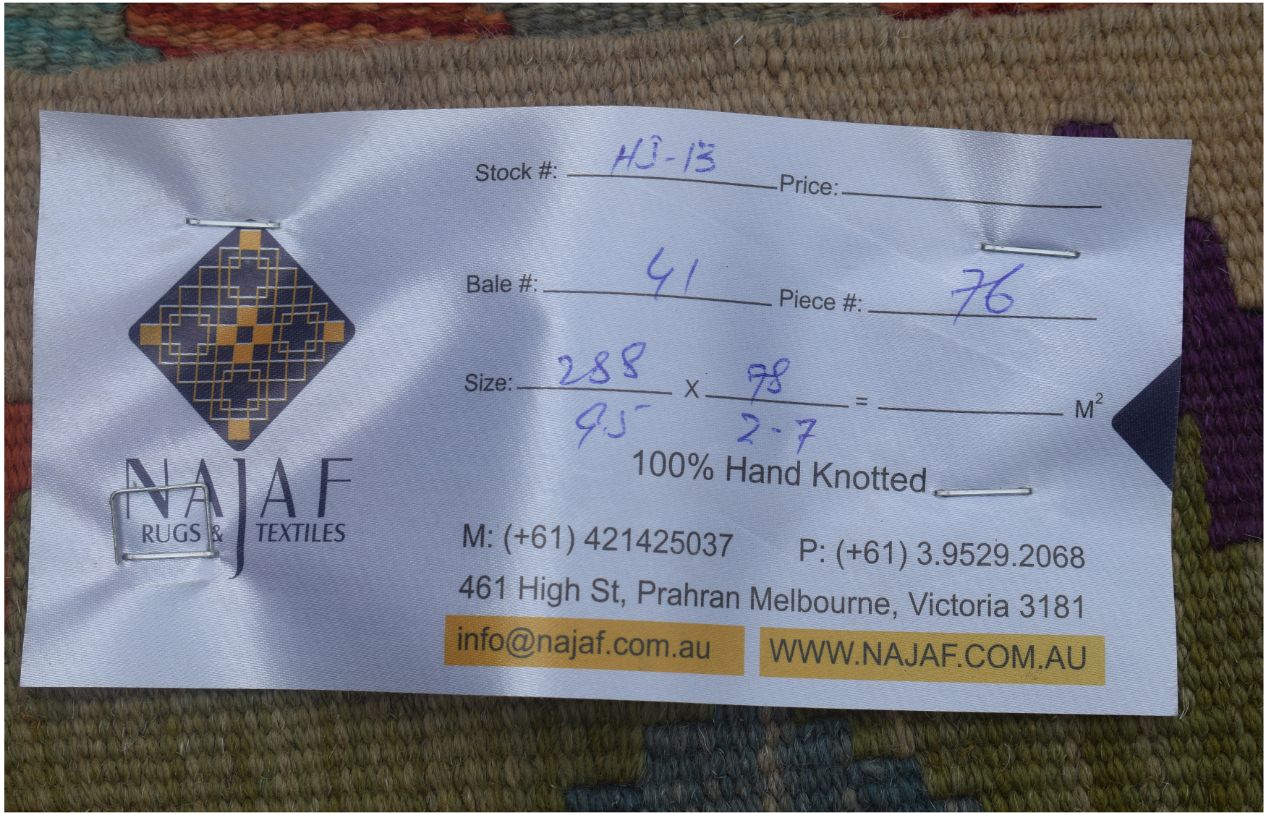 Stock #: HJ-13 Price:
Bale #: 41 Piece #: 76
Size: 288 X 78 = M²
95 2-7
100% Hand Knotted
NAJAF
RUGS & TEXTILES
M: (+61) 421425037 P: (+61) 3.9529.2068
461 High St, Prahran Melbourne, Victoria 3181
info@najaf.com.au WWW.NAJAF.COM.AU